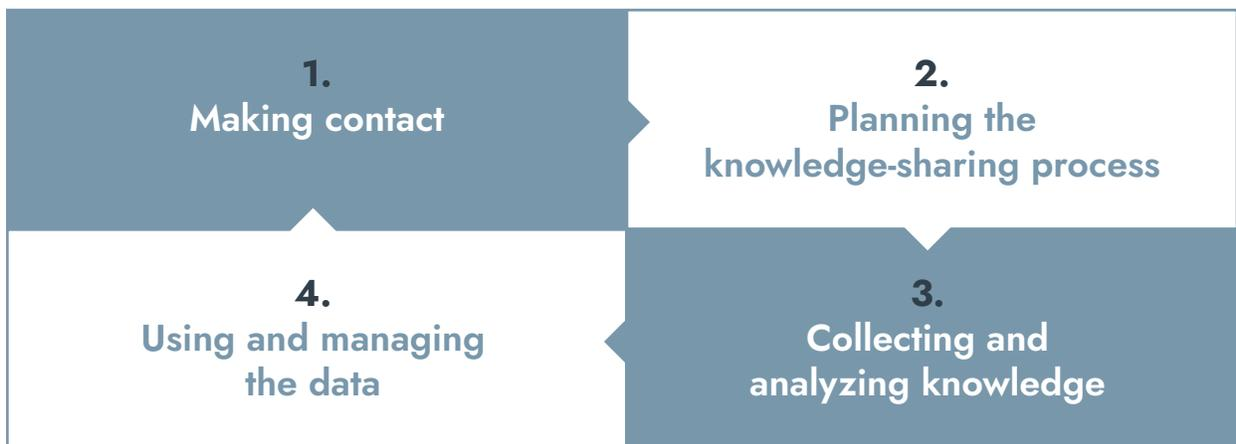 1.
Making contact
2.
Planning the
knowledge-sharing process
3.
Collecting and
analyzing knowledge
4.
Using and managing
the data